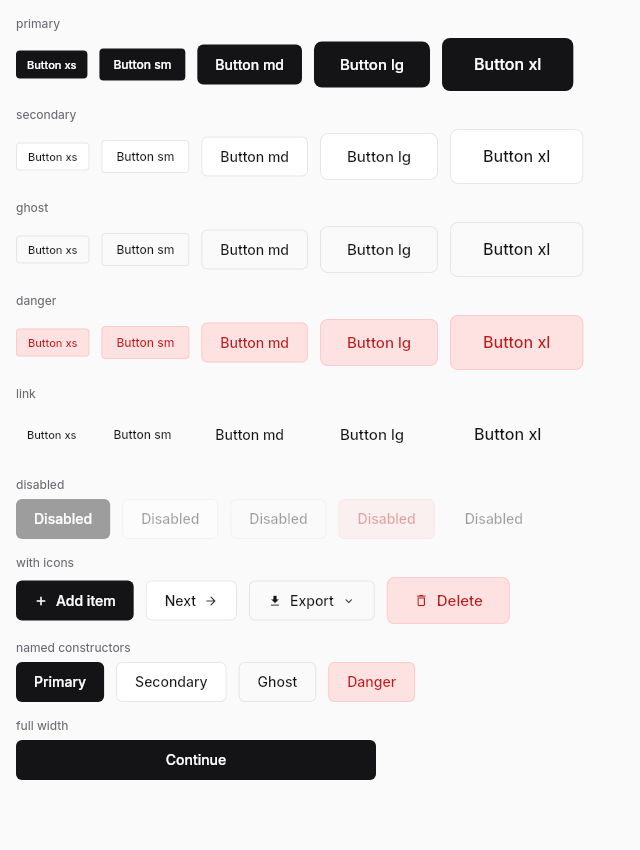 primary
Button xs Button sm Button md Button lg Button xl
secondary
Button xs Button sm Button md Button lg Button xl
ghost
Button xs Button sm Button md Button lg Button xl
danger
Button xs Button sm Button md Button lg Button xl
link
Button xs Button sm Button md Button lg Button xl
disabled
Disabled Disabled Disabled Disabled Disabled
with icons
Add item Next Export Delete
named constructors
Primary Secondary Ghost Danger
full width
Continue